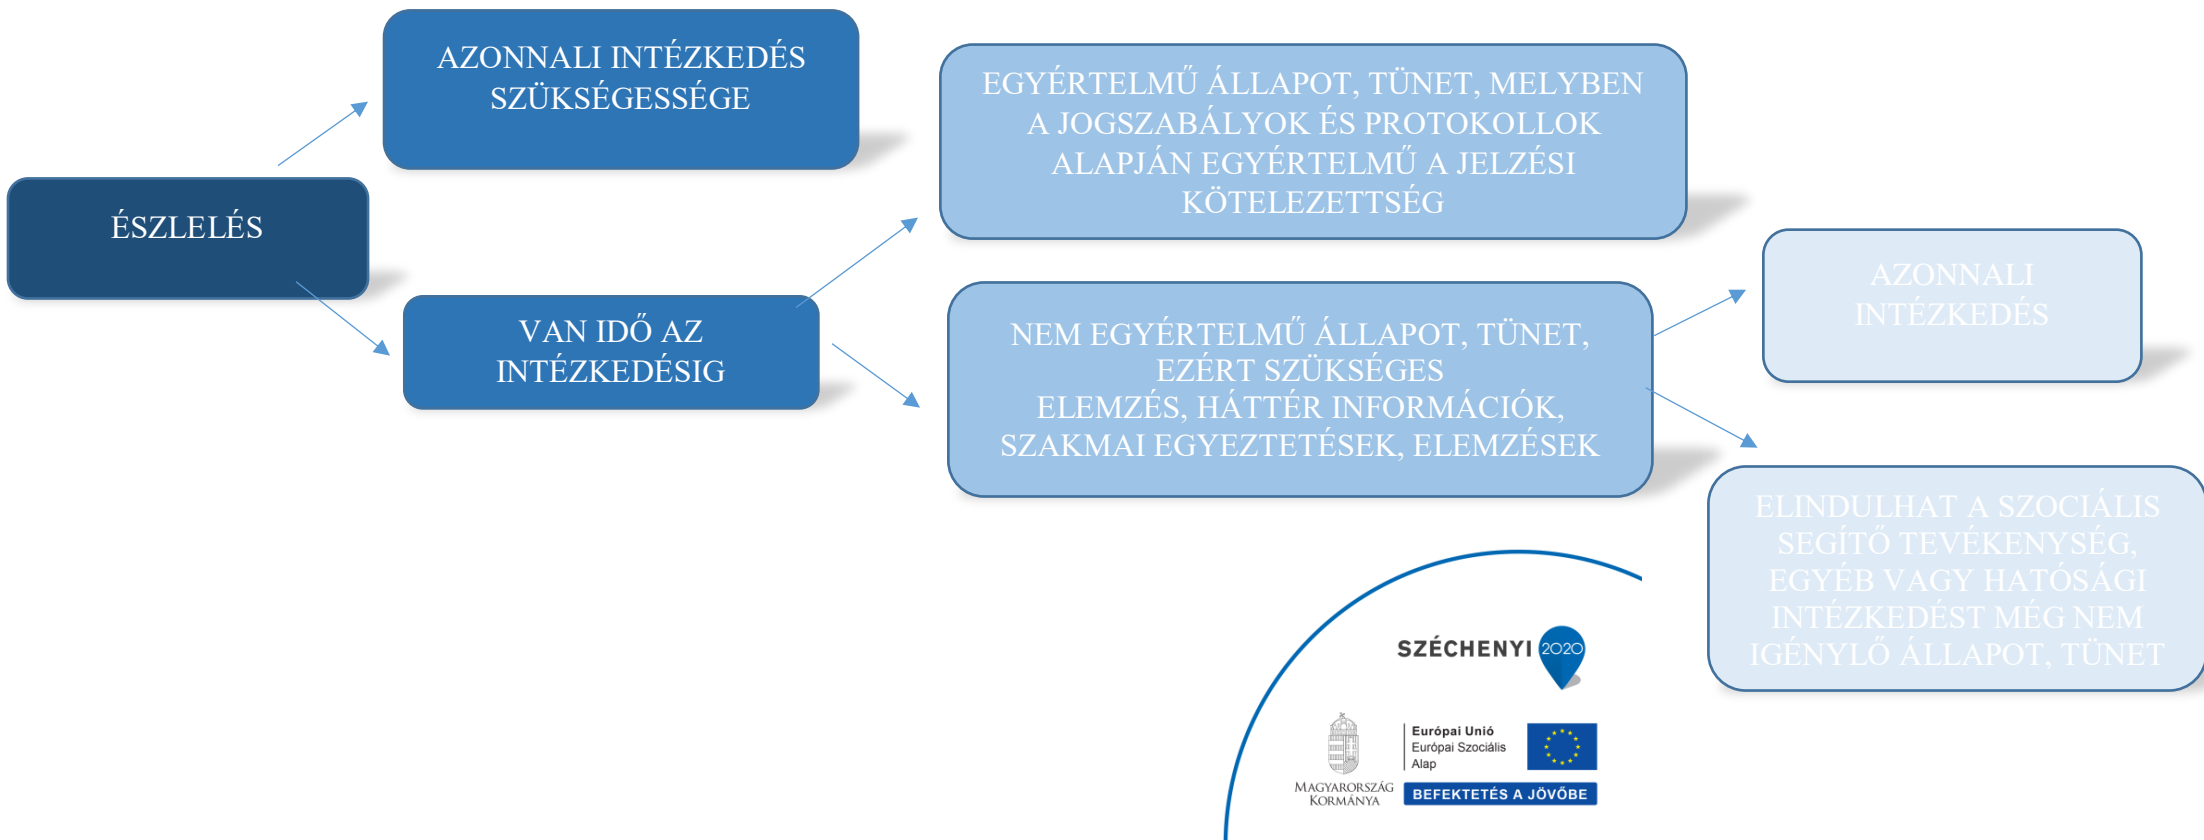 AZONNALI INTÉZKEDÉS
SZÜKSÉGESSÉGE
EGYÉRTELMŰ ÁLLAPOT, TÜNET, MELYBEN
A JOGSZABÁLYOK ÉS PROTOKOLLOK
ALAPJÁN EGYÉRTELMŰ A JELZÉSI
KÖTELEZETTSÉG
ÉSZLELÉS
VAN IDŐ AZ
INTÉZKEDÉSIG
NEM EGYÉRTELMŰ ÁLLAPOT, TÜNET,
EZÉRT SZÜKSÉGES
ELEMZÉS, HÁTTÉR INFORMÁCIÓK,
SZAKMAI EGYEZTETÉSEK, ELEMZÉSEK
AZONNALI
INTÉZKEDÉS
ELINDULHAT A SZOCIÁLIS
SEGÍTŐ TEVÉKENYSÉG,
EGYÉB VAGY HATÓSÁGI
INTÉZKEDÉST MÉG NEM
IGÉNYLŐ ÁLLAPOT, TÜNET
SZÉCHENYI 2020
MAGYARORSZÁG
KORMÁNYA
Európai Unió
Európai Szociális
Alap
BEFEKTETÉS A JÖVŐBE